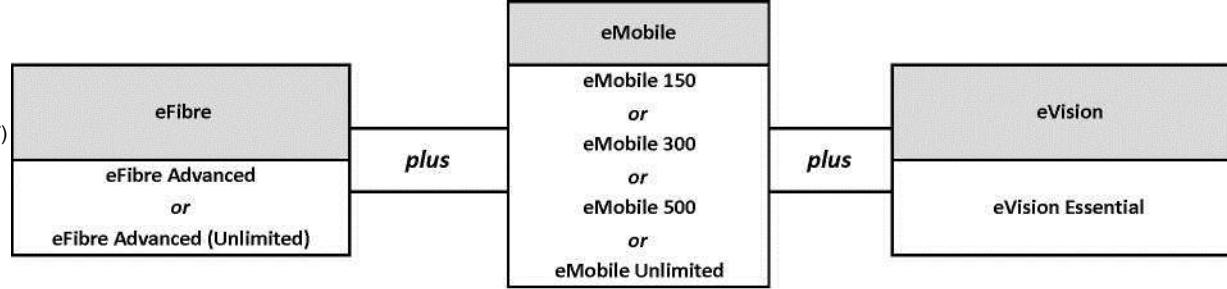 )
eFibre
eFibre Advanced
or
eFibre Advanced (Unlimited)
plus
eMobile
eMobile 150
or
eMobile 300
or
eMobile 500
or
eMobile Unlimited
plus
eVision
eVision Essential